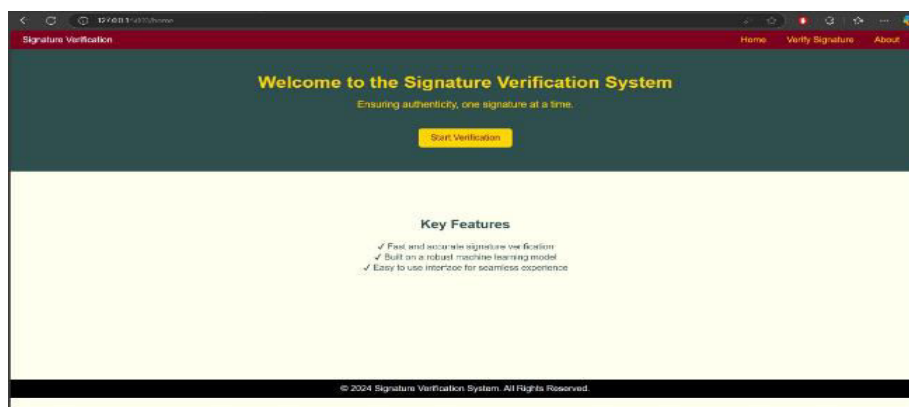 Signature Verification
Home Verify Signature About
Welcome to the Signature Verification System
Ensuring authenticity, one signature at a time.
Start Verification
Key Features
✓ Fast and accurate signature verification
✓ Built on a robust machine learning model
✓ Easy to use interface for seamless experience
© 2024 Signature Verification System. All Rights Reserved.